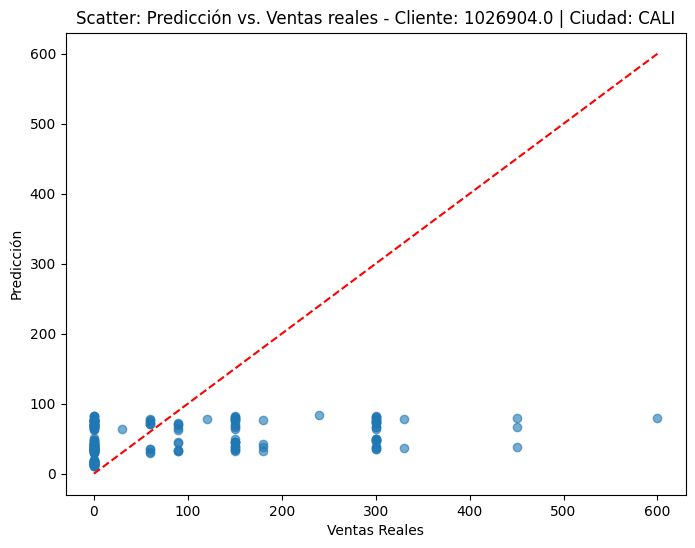 Scatter: Predicción vs. Ventas reales - Cliente: 1026904.0 | Ciudad: CALI
600
500
400
300
200
100
0
Predicción
0 100 200 300 400 500 600
Ventas Reales